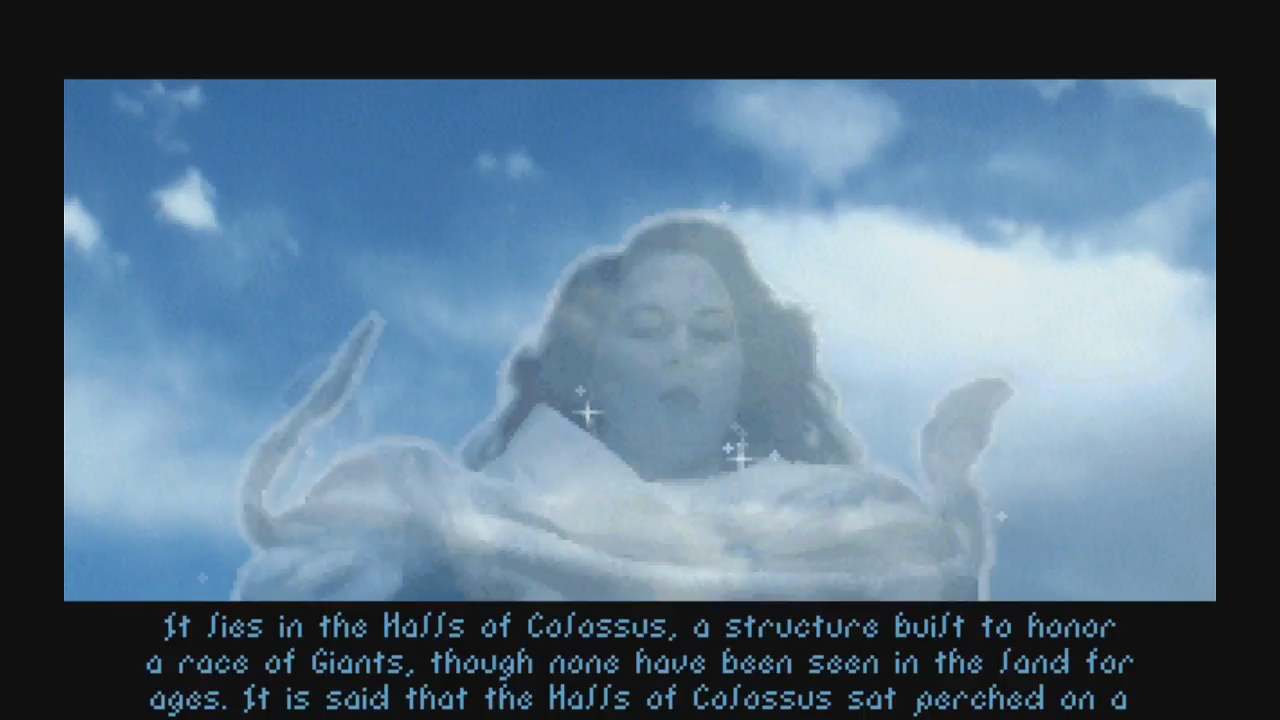 It lies in the Halls of Colossus, a structure built to honor
a race of Giants, though none have been seen in the land for
ages. It is said that the Halls of Colossus sat perched on a